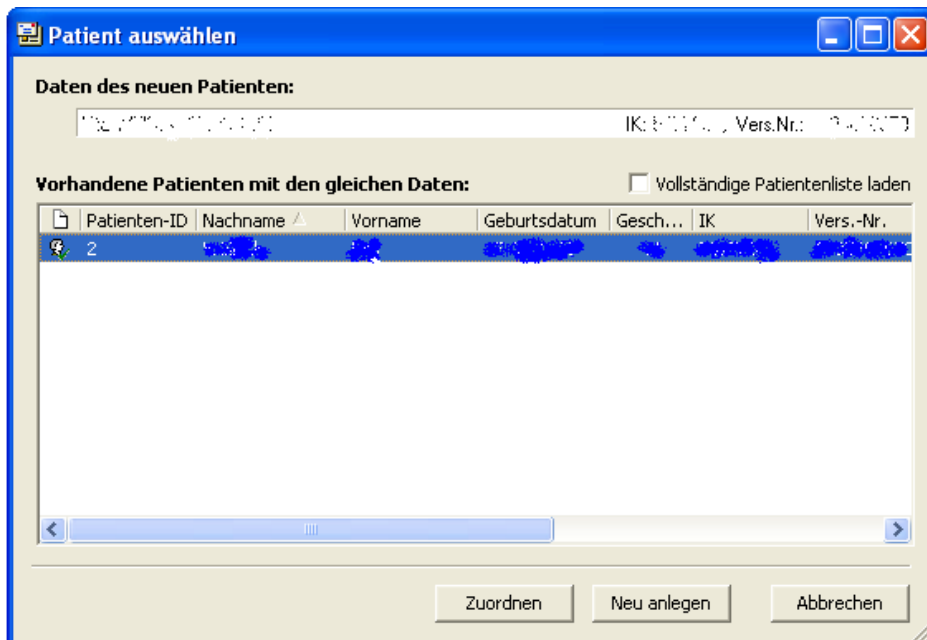 Patient auswählen
Daten des neuen Patienten:
IK: , Vers.Nr.:
Vorhandene Patienten mit den gleichen Daten: Vollständige Patientenliste laden
Patienten-ID Nachname Vorname Geburtsdatum Gesch... IK Vers.-Nr.
2
Zuordnen Neu anlegen Abbrechen